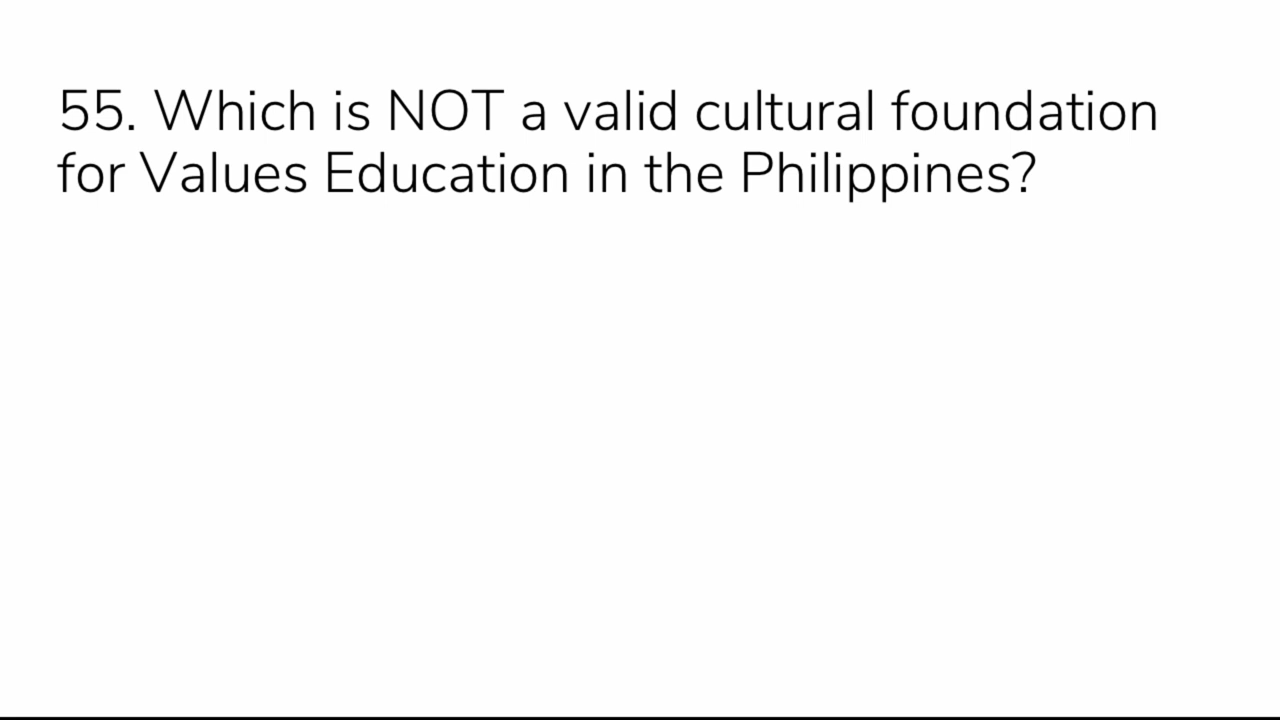 55. Which is NOT a valid cultural foundation
for Values Education in the Philippines?